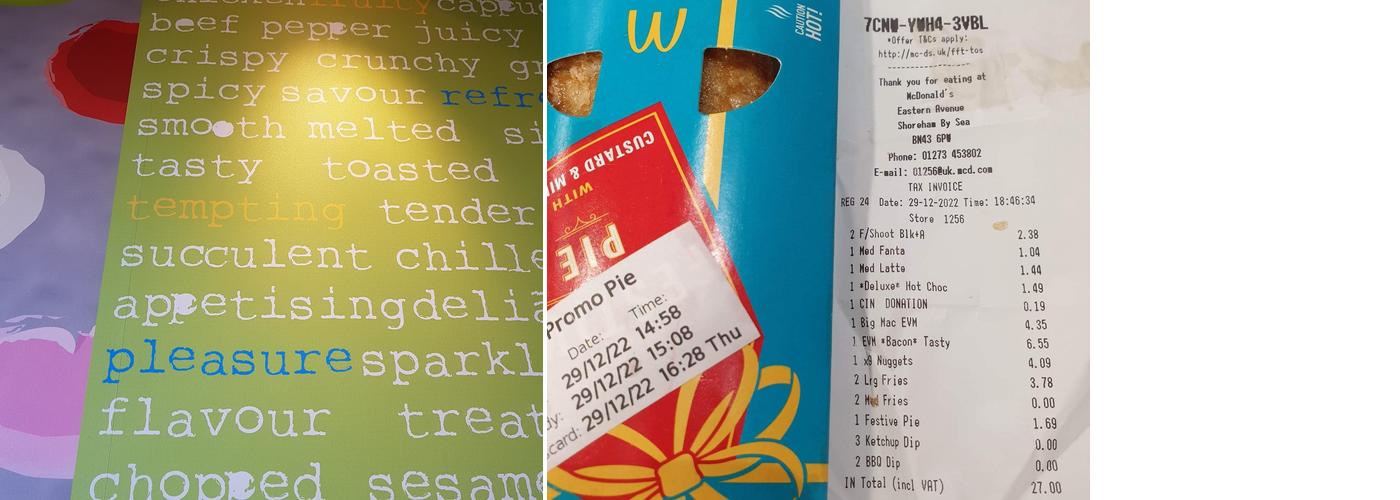 beef pepper juicy
crispy crunchy
spicy savour
smooth melted
tasty toasted
tempting tender
succulent
appetising
pleasure
flavour
chopped sesame
CAUTION
HOT!
CUSTARD &
WITH
PIE
Promo Pie
Date: Time:
29/12/22 14:58
29/12/22 15:08
29/12/22 16:28 Thu
7CNW-YWH4-3VBL
*Offer T&Cs apply:
http://mc-ds.uk/fft-tos
Thank you for eating at
McDonald's
Eastern Avenue
Shoreham By Sea
BN43 6PW
Phone: 01273 453802
E-mail: 01256@uk.mcd.com
TAX INVOICE
REG 24 Date: 29-12-2022 Time: 18:46:34
Store 1256
2 F/Shoot Blk+A 2.38
1 Med Fanta 1.04
1 Med Latte 1.44
1 *Deluxe* Hot Choc 1.49
1 CIN DONATION 0.19
1 Big Mac EVM 4.35
1 EVM *Bacon* Tasty 6.55
1 x9 Nuggets 4.09
2 Lrg Fries 3.78
2 Med Fries 0.00
1 Festive Pie 1.69
3 Ketchup Dip 0.00
2 BBQ Dip 0.00
IN Total (incl VAT) 27.00